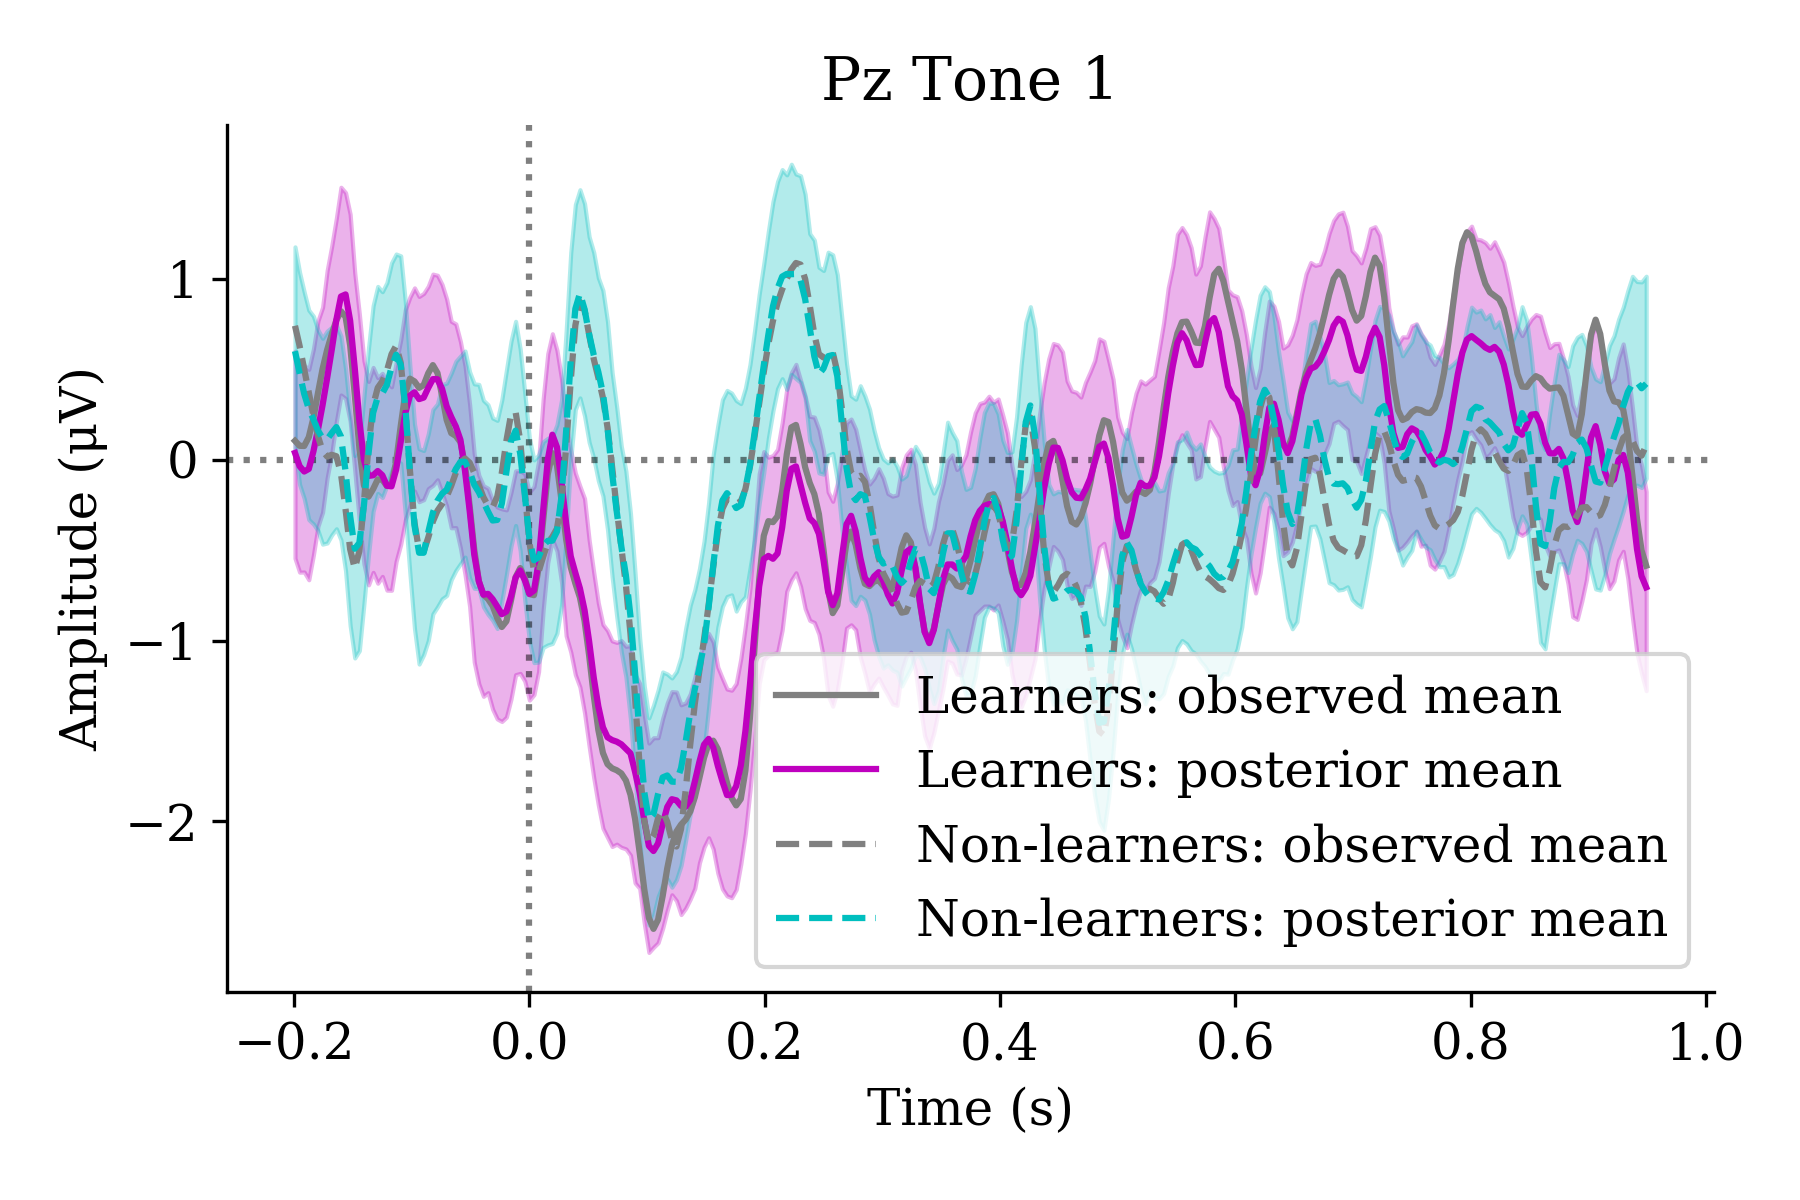 Pz Tone 1
Amplitude (µV)
1
0
−1
−2
Learners: observed mean
Learners: posterior mean
Non-learners: observed mean
Non-learners: posterior mean
−0.2 0.0 0.2 0.4 0.6 0.8 1.0
Time (s)